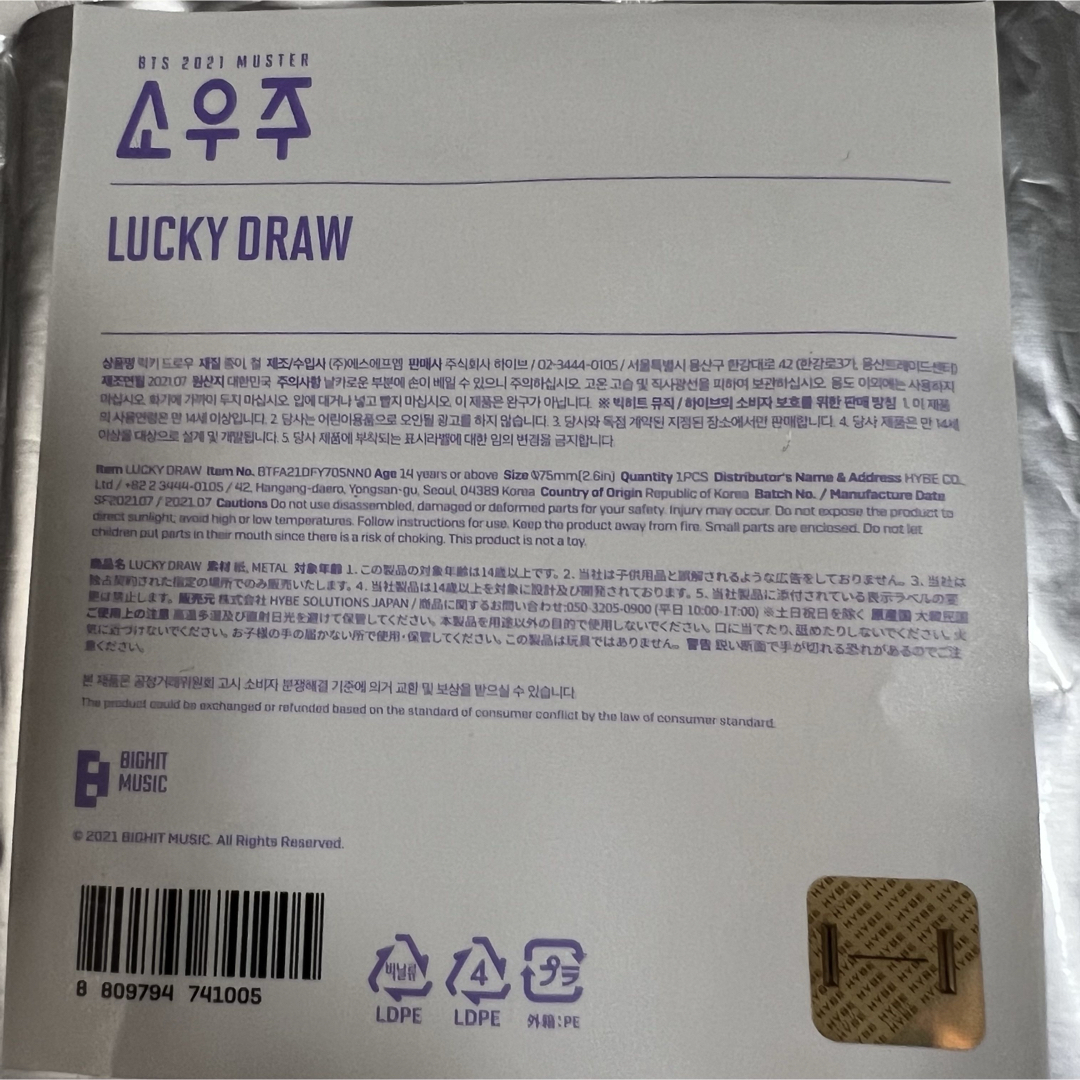 BTS 2021 MUSTER
소우주
LUCKY DRAW
상품명 럭키 드로우 재질 종이, 철 제조/수입사 (주)에스에프엠 판매사 주식회사 하이브 / 02-3444-0105 / 서울특별시 용산구 한강대로 42 (한강로3가, 용산트레이드센터)
제조연월 2021.07 원산지 대한민국 주의사항 날카로운 부분에 손이 베일 수 있으니 주의하십시오. 고온 고습 및 직사광선을 피하여 보관하십시오. 용도 이외에는 사용하지
마십시오. 화기에 가까이 두지 마십시오. 입에 대거나 넣고 빨지 마십시오. 이 제품은 완구가 아닙니다. ※ 빅히트 뮤직 / 하이브의 소비자 보호를 위한 판매 방침 1. 이 제품
의 사용연령은 만 14세 이상입니다. 2. 당사는 어린이용품으로 오인될 광고를 하지 않습니다. 3. 당사와 독점 계약된 지정된 장소에서만 판매합니다. 4. 당사 제품은 만 14세
이상을 대상으로 설계 및 개발됩니다. 5. 당사 제품에 부착되는 표시라벨에 대한 임의 변경을 금지합니다.
Item LUCKY DRAW Item No. BTFA21DFY705NN0 Age 14 years or above Size Φ75mm(2.6in) Quantity 1PCS Distributor's Name & Address HYBE CO.,
Ltd / +82 2 3444-0105 / 42, Hangang-daero, Yongsan-gu, Seoul, 04389 Korea Country of Origin Republic of Korea Batch No. / Manufacture Date
SF202107 / 2021.07 Cautions Do not use disassembled, damaged or deformed parts for your safety. Injury may occur. Do not expose the product to
direct sunlight; avoid high or low temperatures. Follow instructions for use. Keep the product away from fire. Small parts are enclosed. Do not let
children put parts in their mouth since there is a risk of choking. This product is not a toy.
商品名 LUCKY DRAW 素材 紙, METAL 対象年齢 1. この製品の対象年齢は14歳以上です。2. 当社は子供用品と誤解されるような広告をしておりません。3. 当社は
独占契約された指定の場所でのみ販売いたします。4. 当社製品は14歳以上を対象に設計及び開発されております。5. 当社製品に添付されている表示ラベルの変
更は禁止します。販売元 株式会社 HYBE SOLUTIONS JAPAN / 商品に関するお問い合わせ:050-3205-0900 (平日 10:00-17:00) ※土日祝日を除く 原産国 大韓民国
ご使用上の注意 高温多湿及び直射日光を避けて保管してください。本製品を用途以外の目的で使用しないでください。口に当てたり、舐めたりしないでください。火
気に近づけないでください。お子様の手の届かない所で使用・保管してください。この製品は玩具ではありません。警告 鋭い断面で手が切れる恐れがあるのでご注
意ください。
본 제품은 공정거래위원회 고시 소비자 분쟁해결 기준에 의거 교환 및 보상을 받으실 수 있습니다.
The product could be exchanged or refunded based on the standard of consumer conflict by the law of consumer standard.
BIGHIT
MUSIC
© 2021 BIGHIT MUSIC. All Rights Reserved.
8 809794 741005
비닐류
LDPE
4
LDPE
プラ
外箱:PE
HYBE